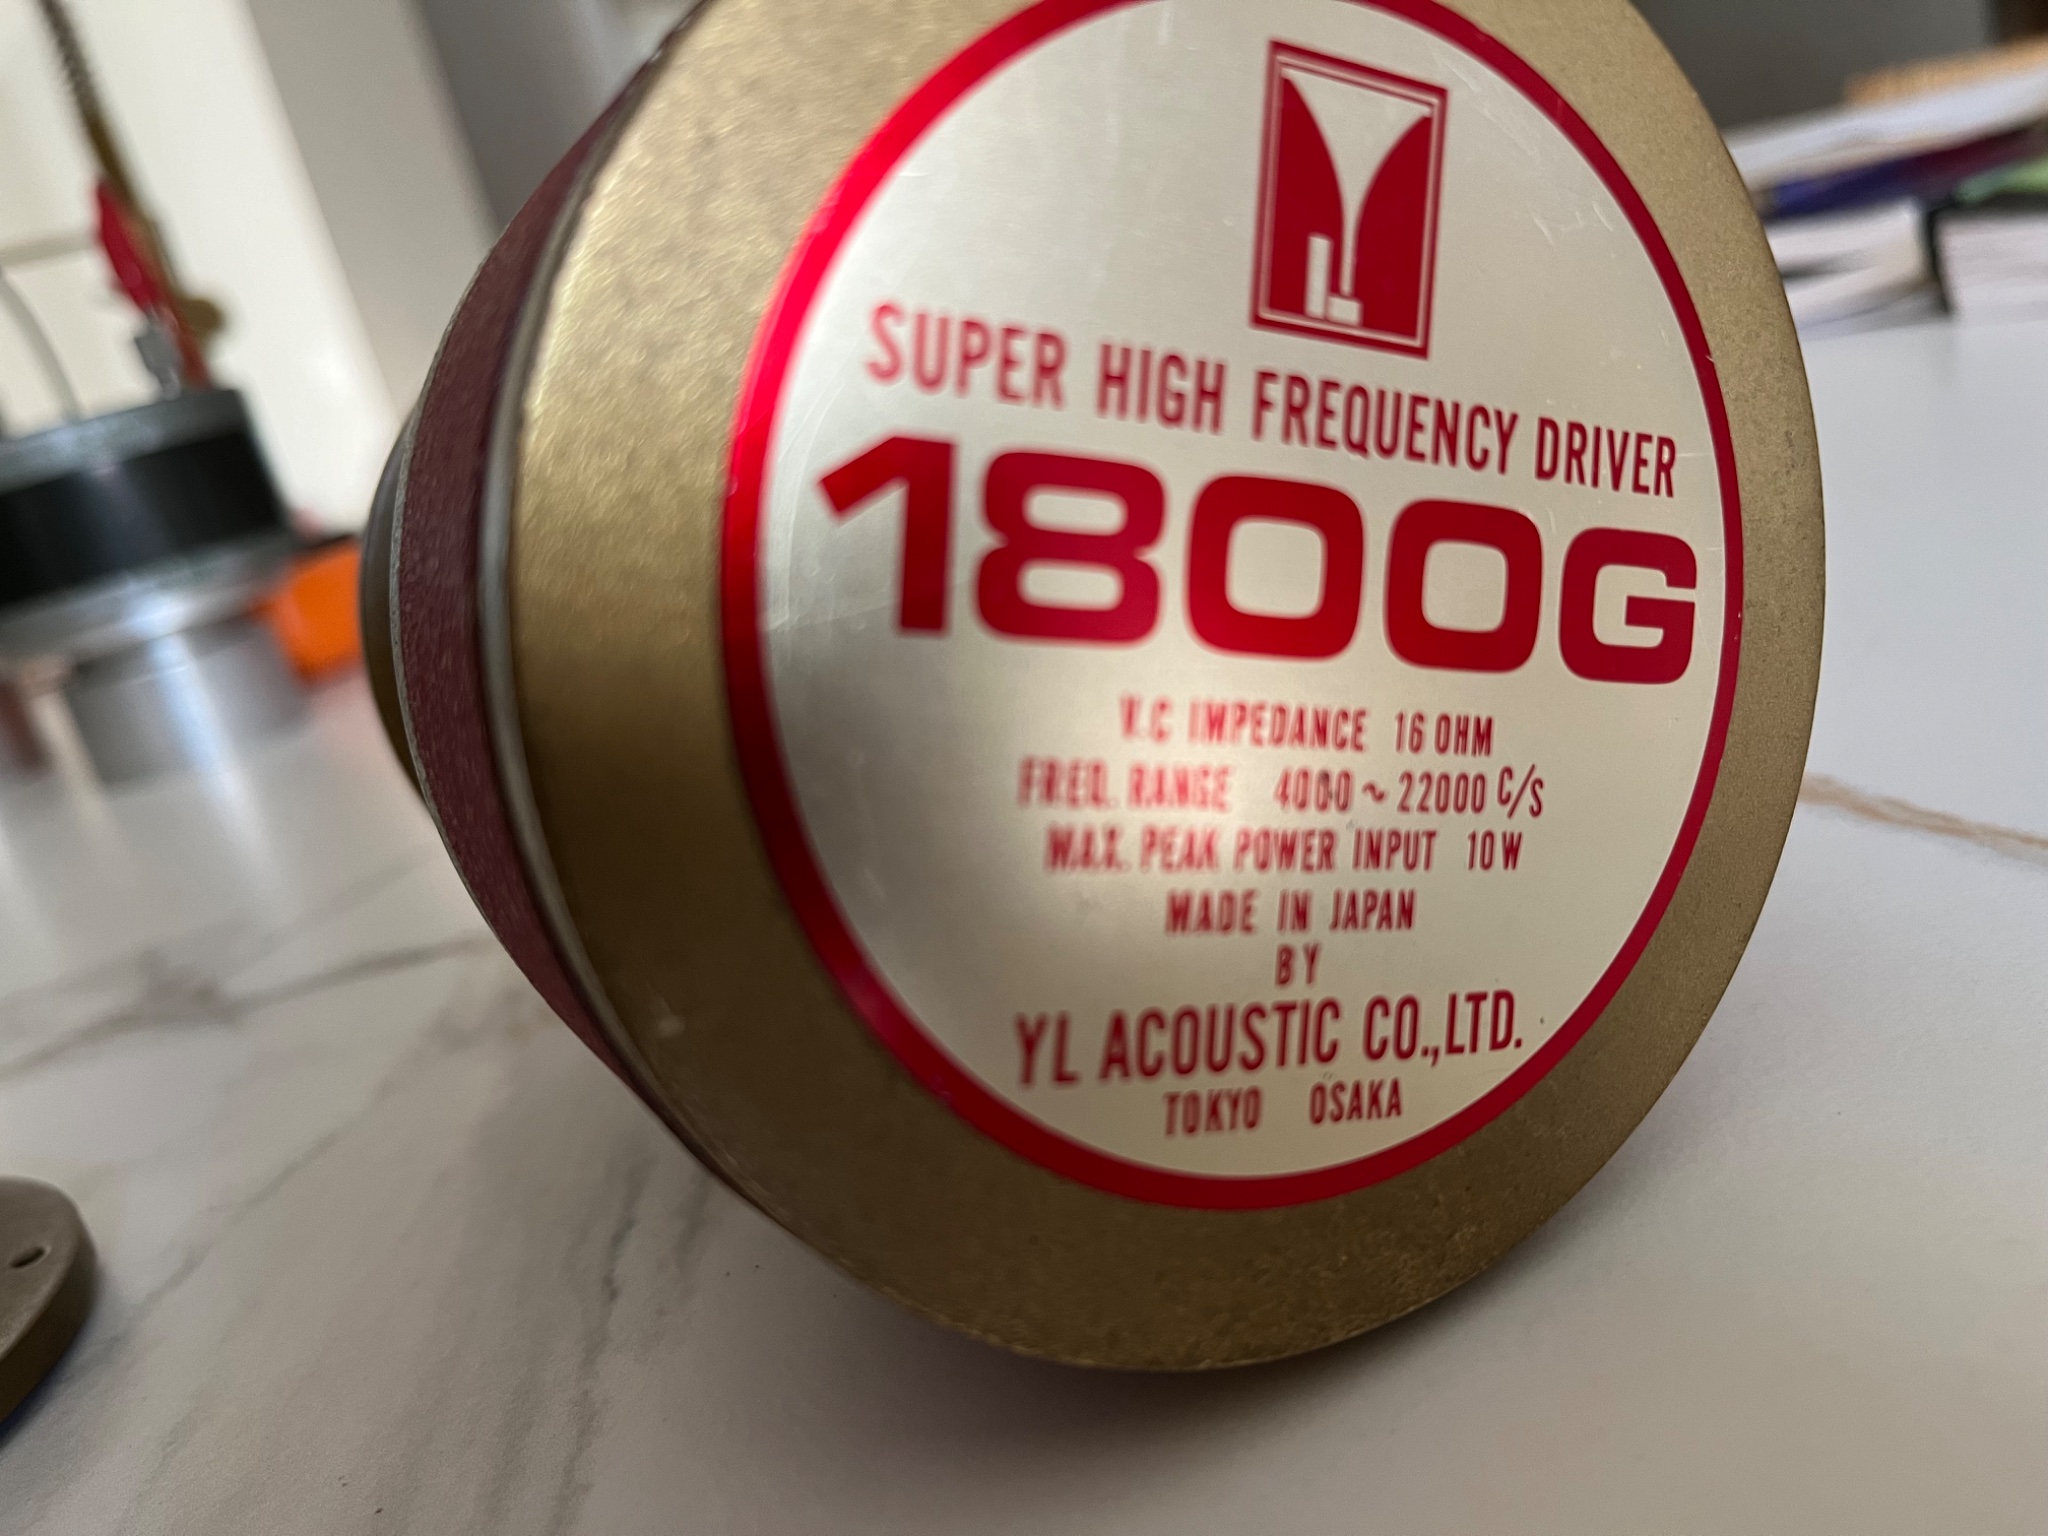 SUPER HIGH FREQUENCY DRIVER
1800G
V.C IMPEDANCE 16 OHM
FREQ. RANGE 4000~22000 C/S
MAX. PEAK POWER INPUT 10W
MADE IN JAPAN
BY
YL ACOUSTIC CO.,LTD.
TOKYO OSAKA